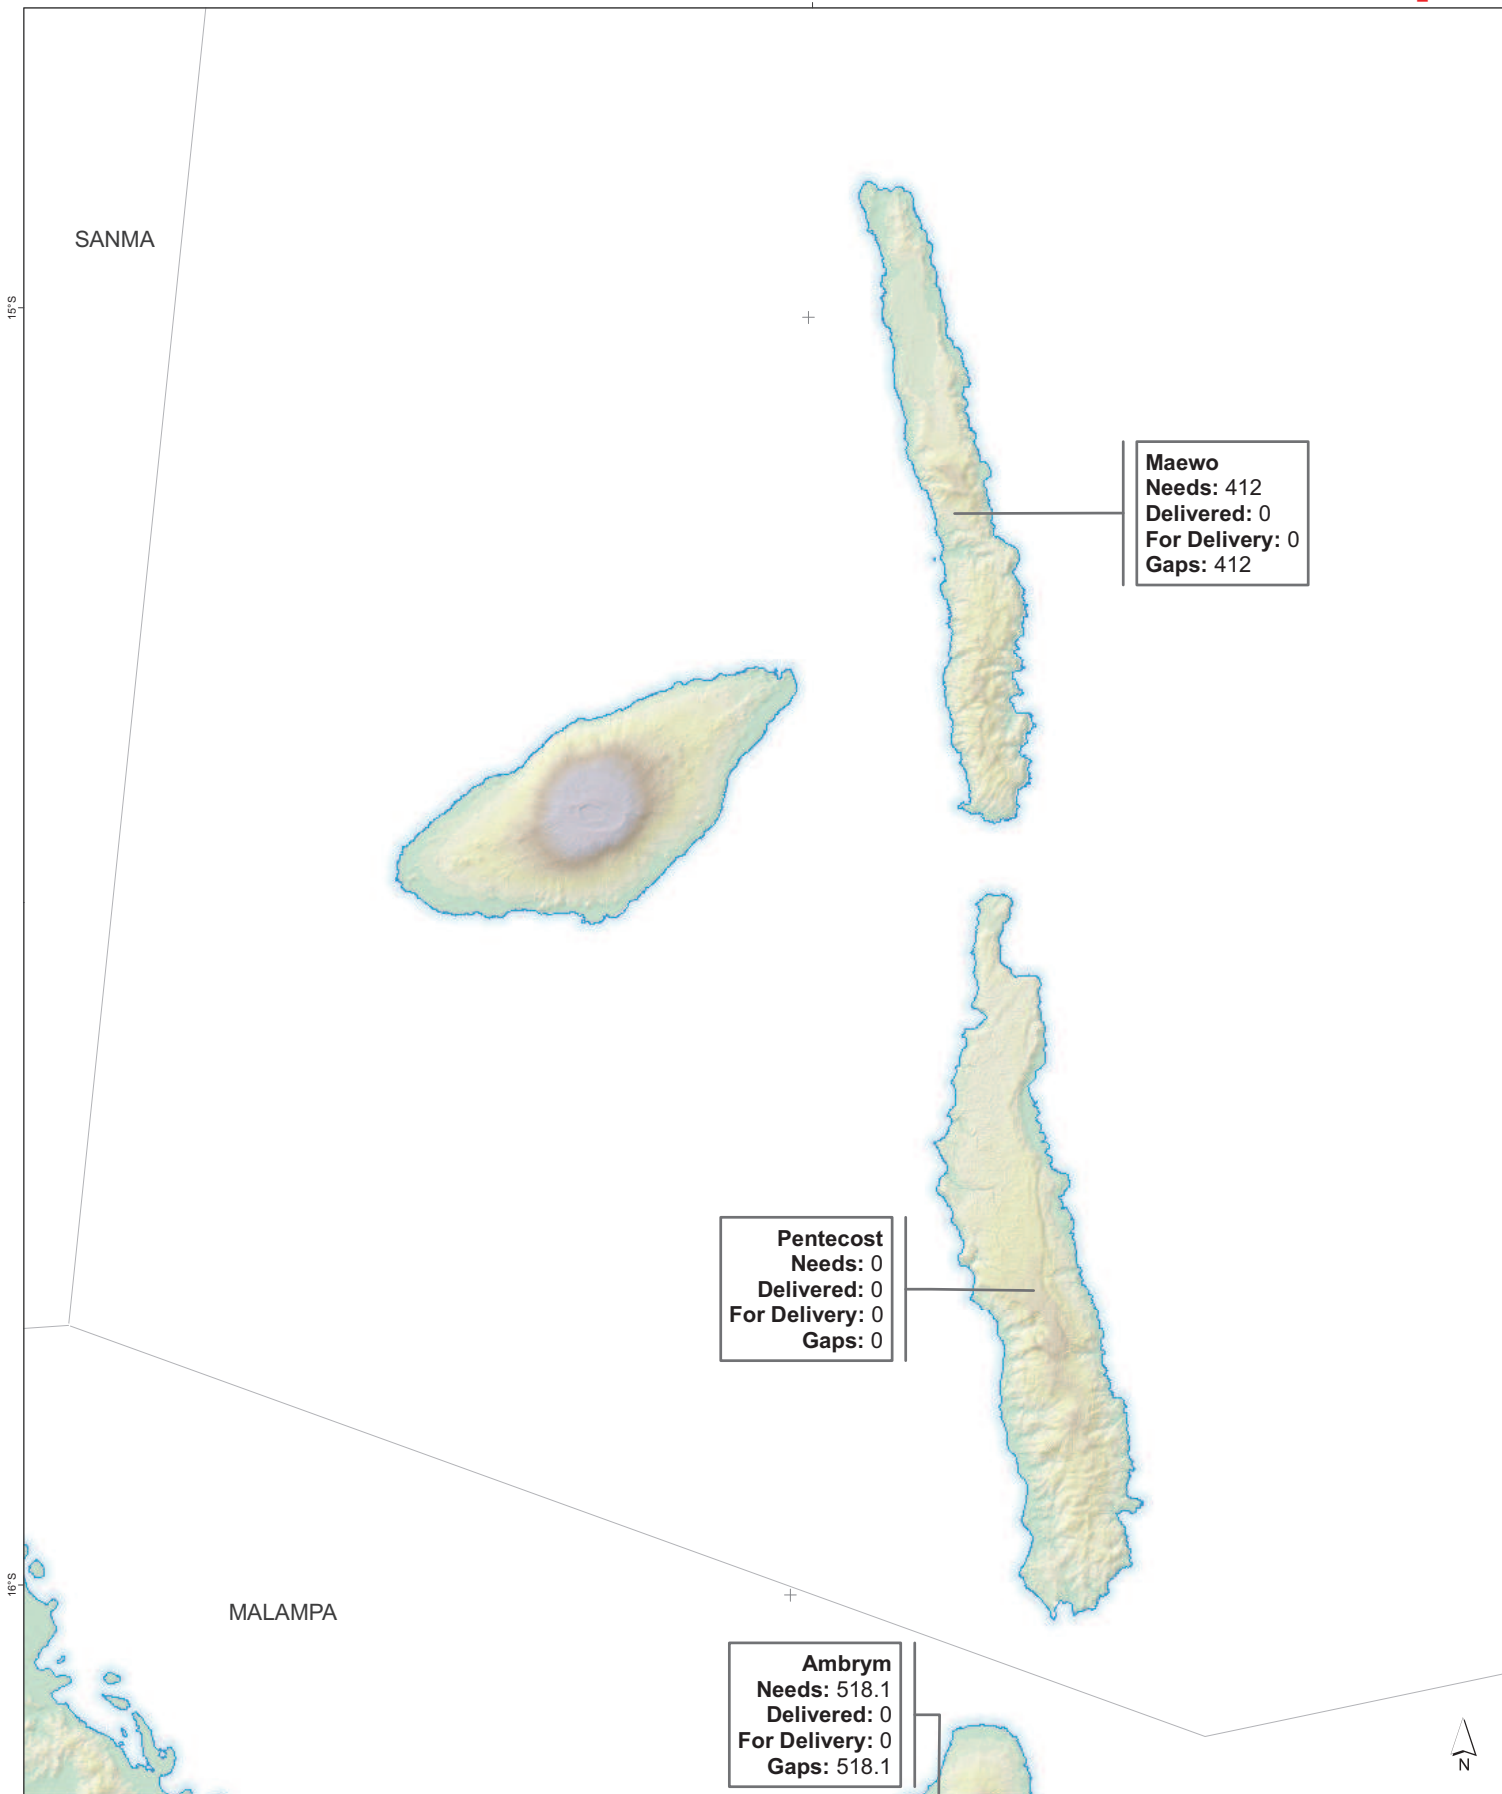 SANMA
15°S
Maewo
Needs: 412
Delivered: 0
For Delivery: 0
Gaps: 412
Pentecost
Needs: 0
Delivered: 0
For Delivery: 0
Gaps: 0
16°S
MALAMPA
Ambrym
Needs: 518.1
Delivered: 0
For Delivery: 0
Gaps: 518.1
N